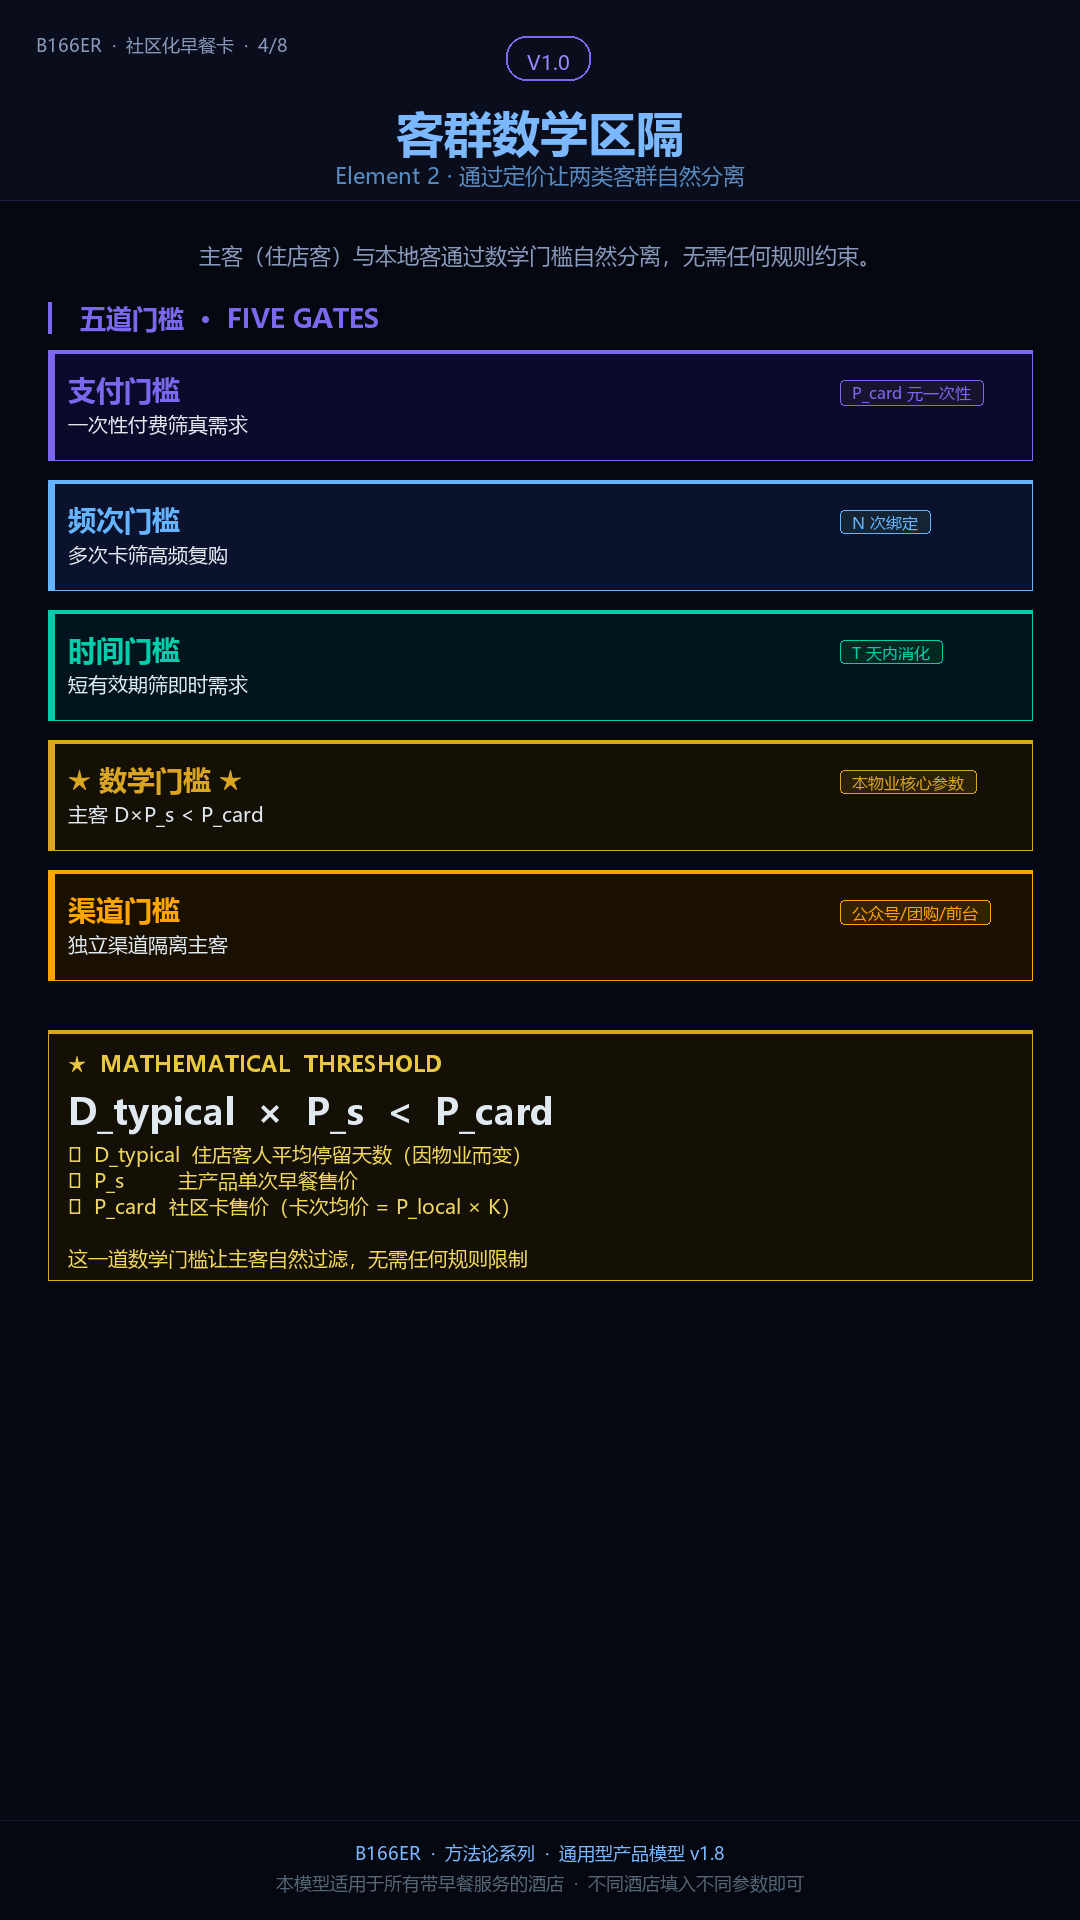 B166ER · 社区化早餐卡 · 4/8
V1.0
客群数学区隔
Element 2 · 通过定价让两类客群自然分离
主客（住店客）与本地客通过数学门槛自然分离，无需任何规则约束。
五道门槛 • FIVE GATES
支付门槛
P_card 元一次性
一次性付费筛真需求
频次门槛
N 次绑定
多次卡筛高频复购
时间门槛
T 天内消化
短有效期筛即时需求
★ 数学门槛 ★
本物业核心参数
主客 D×P_s < P_card
渠道门槛
公众号/团购/前台
独立渠道隔离主客
★ MATHEMATICAL THRESHOLD
D_typical × P_s < P_card
▯ D_typical 住店客人平均停留天数（因物业而变）
▯ P_s 主产品单次早餐售价
▯ P_card 社区卡售价（卡次均价 = P_local × K）
这一道数学门槛让主客自然过滤，无需任何规则限制
B166ER · 方法论系列 · 通用型产品模型 v1.8
本模型适用于所有带早餐服务的酒店 · 不同酒店填入不同参数即可